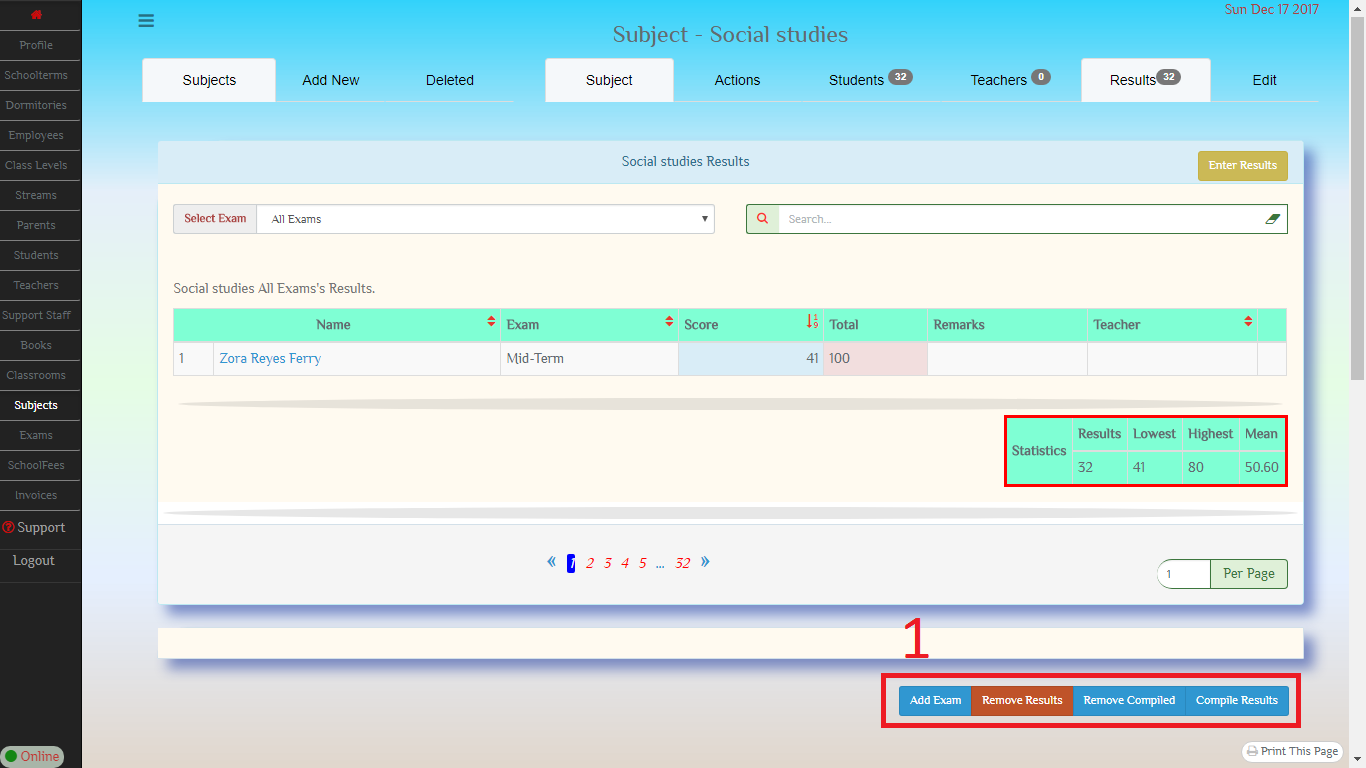 Sun Dec 17 2017
Subject - Social studies
Profile
Schoolterms
Dormitories
Employees
Class Levels
Streams
Parents
Students
Teachers
Support Staff
Books
Classrooms
Subjects
Exams
SchoolFees
Invoices
Support
Logout
Online
Subjects Add New Deleted Subject Actions Students 32 Teachers 0 Results 32 Edit
Social studies Results Enter Results
Select Exam All Exams Search...
Social studies All Exams's Results.
Name Exam Score Total Remarks Teacher
1 Zora Reyes Ferry Mid-Term 41 100
Statistics
Results Lowest Highest Mean
32 41 80 50.60
« 1 2 3 4 5 ... 32 »
1 Per Page
1
Add Exam Remove Results Remove Compiled Compile Results
Print This Page